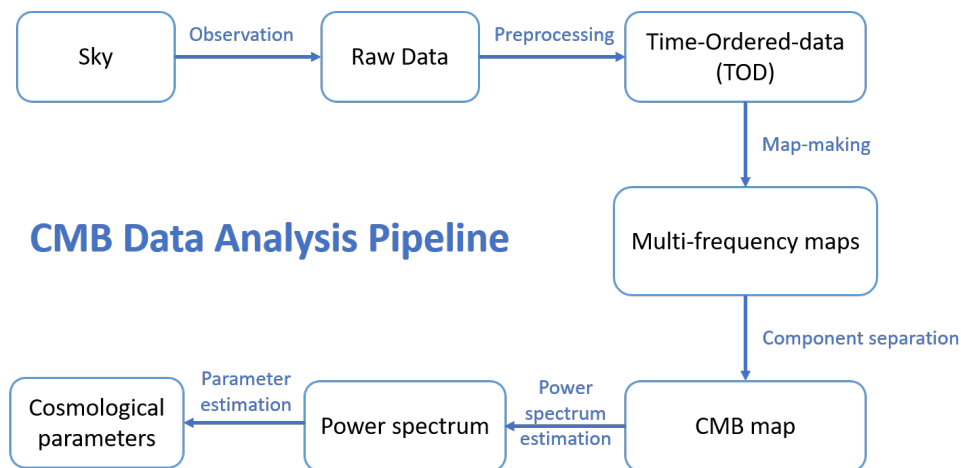 Sky
Observation
Raw Data
Preprocessing
Time-Ordered-data
(TOD)
Map-making
CMB Data Analysis Pipeline
Multi-frequency maps
Component separation
CMB map
Power
spectrum
estimation
Power spectrum
Parameter
estimation
Cosmological
parameters